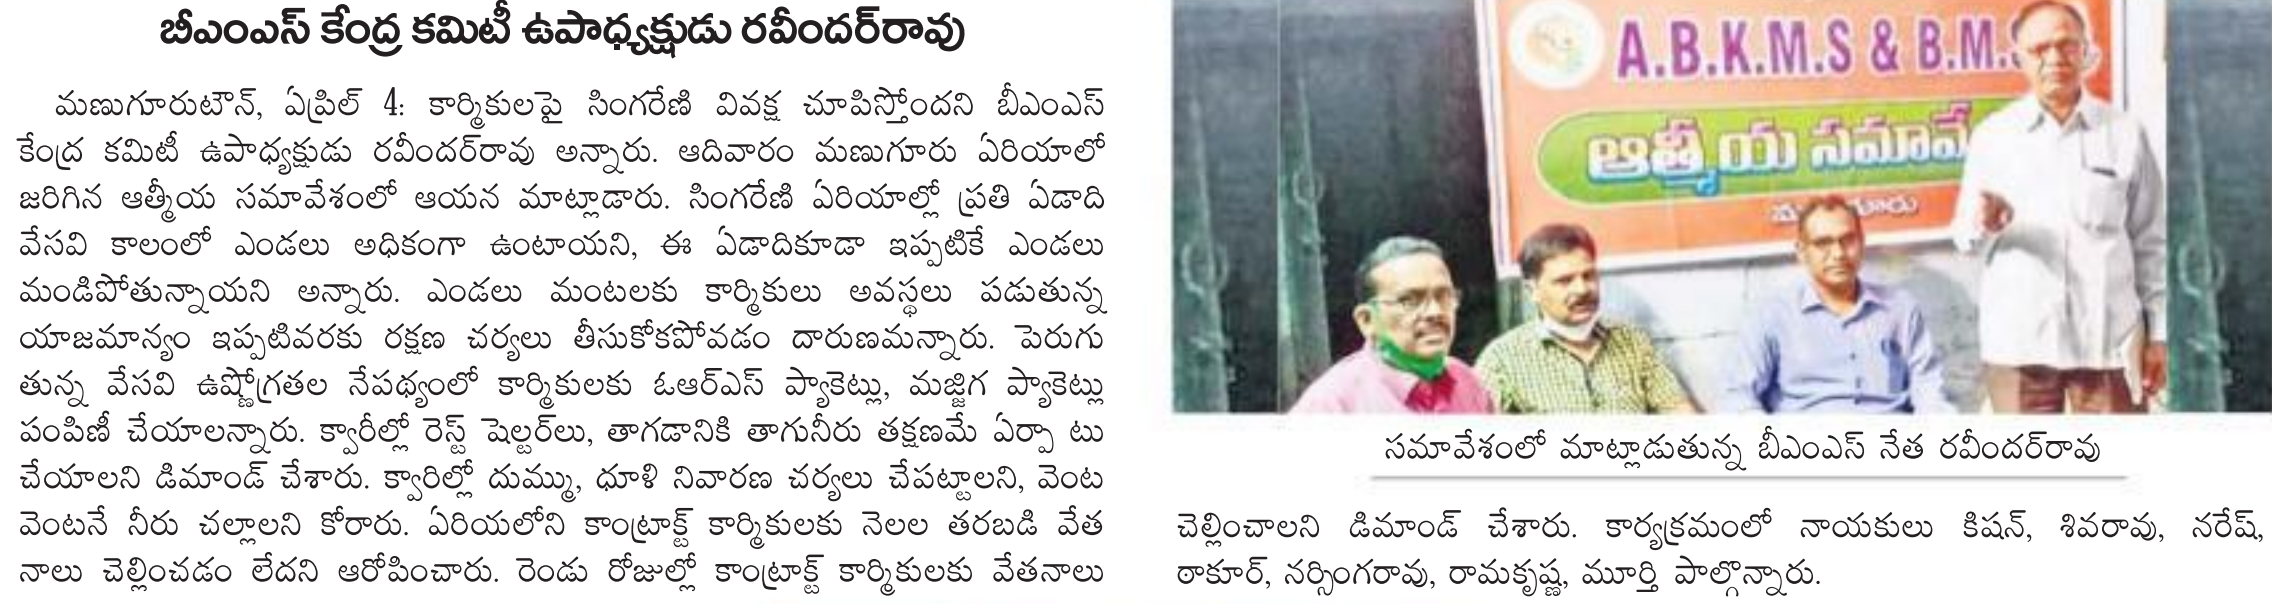 బీఎంఎస్ కేంద్ర కమిటీ ఉపాధ్యక్షుడు రవీందర్‌రావు
మణుగూరుటౌన్, ఏప్రిల్ 4: కార్మికులపై సింగరేణి వివక్ష చూపిస్తోందని బీఎంఎస్
కేంద్ర కమిటీ ఉపాధ్యక్షుడు రవీందర్‌రావు అన్నారు. ఆదివారం మణుగూరు ఏరియాలో
జరిగిన ఆత్మీయ సమావేశంలో ఆయన మాట్లాడారు. సింగరేణి ఏరియాల్లో ప్రతి ఏడాది
వేసవి కాలంలో ఎండలు అధికంగా ఉంటాయని, ఈ ఏడాదికూడా ఇప్పటికే ఎండలు
మండిపోతున్నాయని అన్నారు. ఎండలు మంటలకు కార్మికులు అవస్థలు పడుతున్న
యాజమాన్యం ఇప్పటివరకు రక్షణ చర్యలు తీసుకోకపోవడం దారుణమన్నారు. పెరుగు
తున్న వేసవి ఉష్ణోగ్రతల నేపథ్యంలో కార్మికులకు ఓఆర్ఎస్ ప్యాకెట్లు, మజ్జిగ ప్యాకెట్లు
పంపిణీ చేయాలన్నారు. క్వారీల్లో రెస్ట్ షెల్టర్‌లు, తాగడానికి తాగునీరు తక్షణమే ఏర్పా టు
చేయాలని డిమాండ్ చేశారు. క్వారిల్లో దుమ్ము, ధూళి నివారణ చర్యలు చేపట్టాలని, వెంట
వెంటనే నీరు చల్లాలని కోరారు. ఏరియలోని కాంట్రాక్ట్ కార్మికులకు నెలల తరబడి వేత
నాలు చెల్లించడం లేదని ఆరోపించారు. రెండు రోజుల్లో కాంట్రాక్ట్ కార్మికులకు వేతనాలు
A.B.K.M.S & B.M.S
ఆత్మీయ సమావే
సమావేశంలో మాట్లాడుతున్న బీఎంఎస్ నేత రవీందర్‌రావు
చెల్లించాలని డిమాండ్ చేశారు. కార్యక్రమంలో నాయకులు కిషన్, శివరావు, నరేష్,
ఠాకూర్, నర్సింగరావు, రామకృష్ణ, మూర్తి పాల్గొన్నారు.